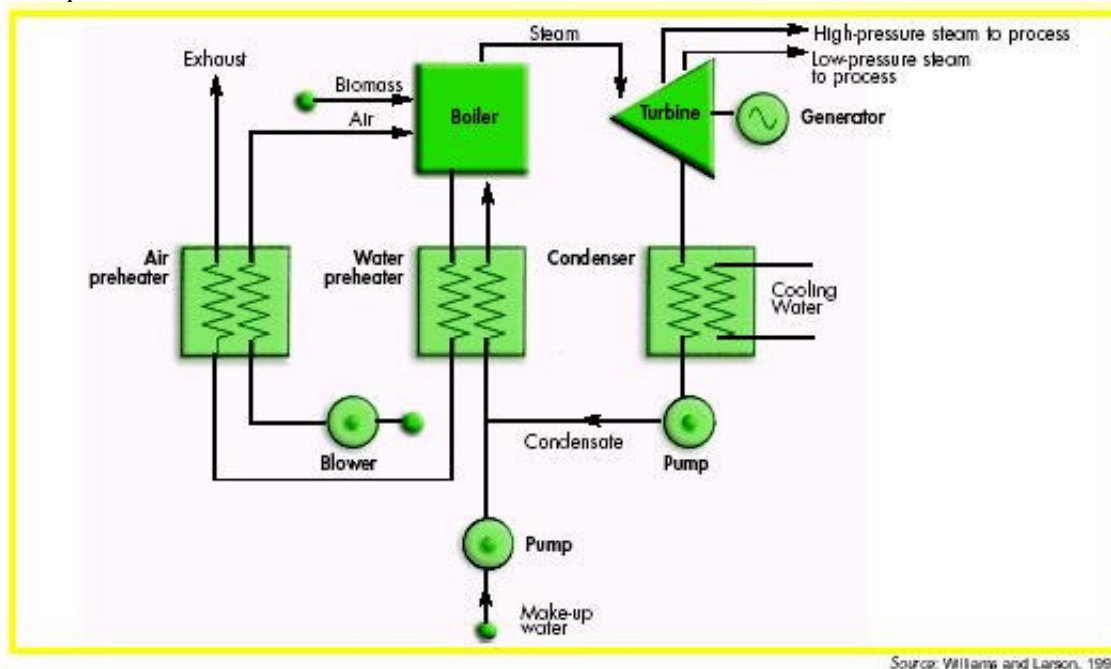 Steam
High-pressure steam to process
Low-pressure steam
to process
Exhaust
Biomass
Air
Boiler
Turbine
Generator
Air
preheater
Water
preheater
Condenser
Cooling
Water
Blower
Condensate
Pump
Pump
Make-up
water
Source: Williams and Larson,